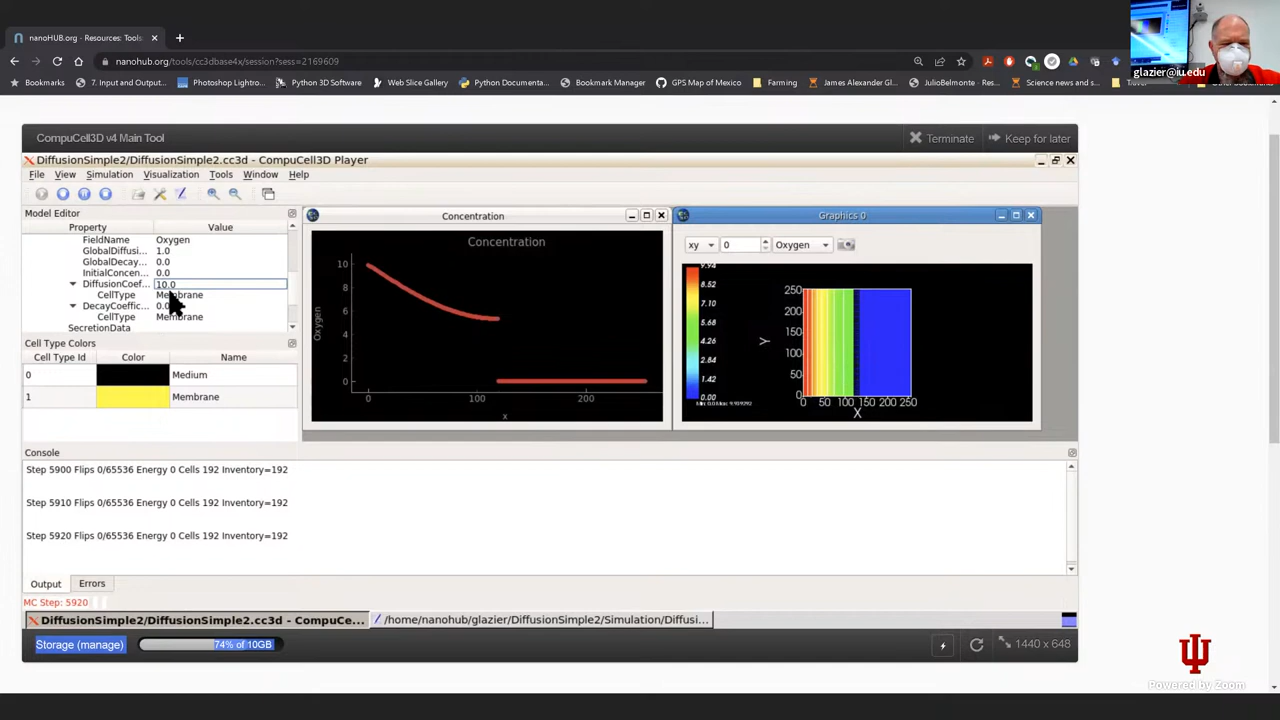 nanoHUB.org - Resources: Tools
nanohub.org/tools/cc3dbase4x/session?sess=2169609
Bookmarks 7. Input and Output... Photoshop Lightro... Python 3D Software Web Slice Gallery Python Documenta... Bookmark Manager GPS Map of Mexico Farming James Alexander Gl... JulioBelmonte - Res... Science news and s...
glazier@iu.edu
CompuCell3D v4 Main Tool Terminate Keep for later
DiffusionSimple2/DiffusionSimple2.cc3d - CompuCell3D Player
File View Simulation Visualization Tools Window Help
Model Editor
Property Value
FieldName Oxygen
GlobalDiffusi... 1.0
GlobalDecay... 0.0
InitialConcen... 0.0
DiffusionCoef... 10.0
CellType Membrane
DecayCoeffic...
CellType Membrane
SecretionData
Cell Type Colors
Cell Type Id Color Name
0 Medium
1 Membrane
Concentration
Concentration
Oxygen
10
8
6
4
2
0
0 100 200
x
Graphics 0
xy 0 Oxygen
9.94
8.52
7.10
5.68
4.26
2.84
1.42
0.00
250
200
150
100
50
0
Y
0 50 100 150 200 250
X
Console
Step 5900 Flips 0/65536 Energy 0 Cells 192 Inventory=192
Step 5910 Flips 0/65536 Energy 0 Cells 192 Inventory=192
Step 5920 Flips 0/65536 Energy 0 Cells 192 Inventory=192
Output Errors
MC Step: 5920
DiffusionSimple2/DiffusionSimple2.cc3d - CompuCe... /home/nanohub/glazier/DiffusionSimple2/Simulation/Diffusi...
Storage (manage) 74% of 10GB 1440 x 648
Powered by Zoom